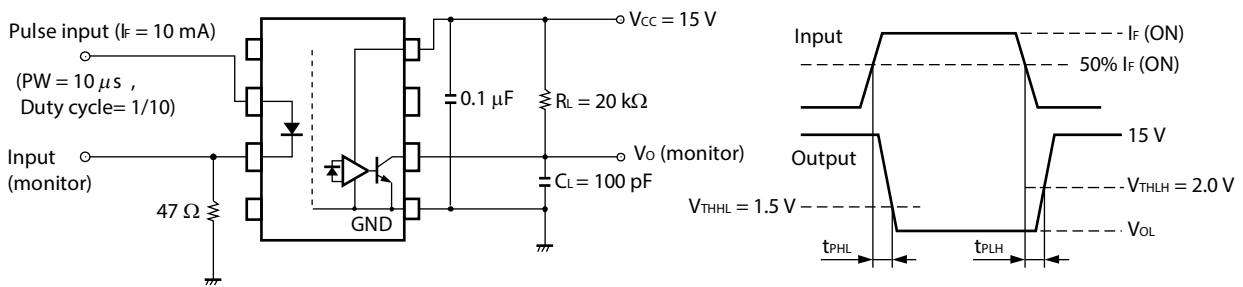 Pulse input (IF = 10 mA)
(PW = 10 μs ,
Duty cycle= 1/10)
Input
(monitor)
47 Ω
GND
0.1 μF
VCC = 15 V
RL = 20 kΩ
VO (monitor)
CL = 100 pF
Input
IF (ON)
50% IF (ON)
15 V
Output
VTHLH = 2.0 V
VTHHL = 1.5 V
VOL
tPHL
tPLH